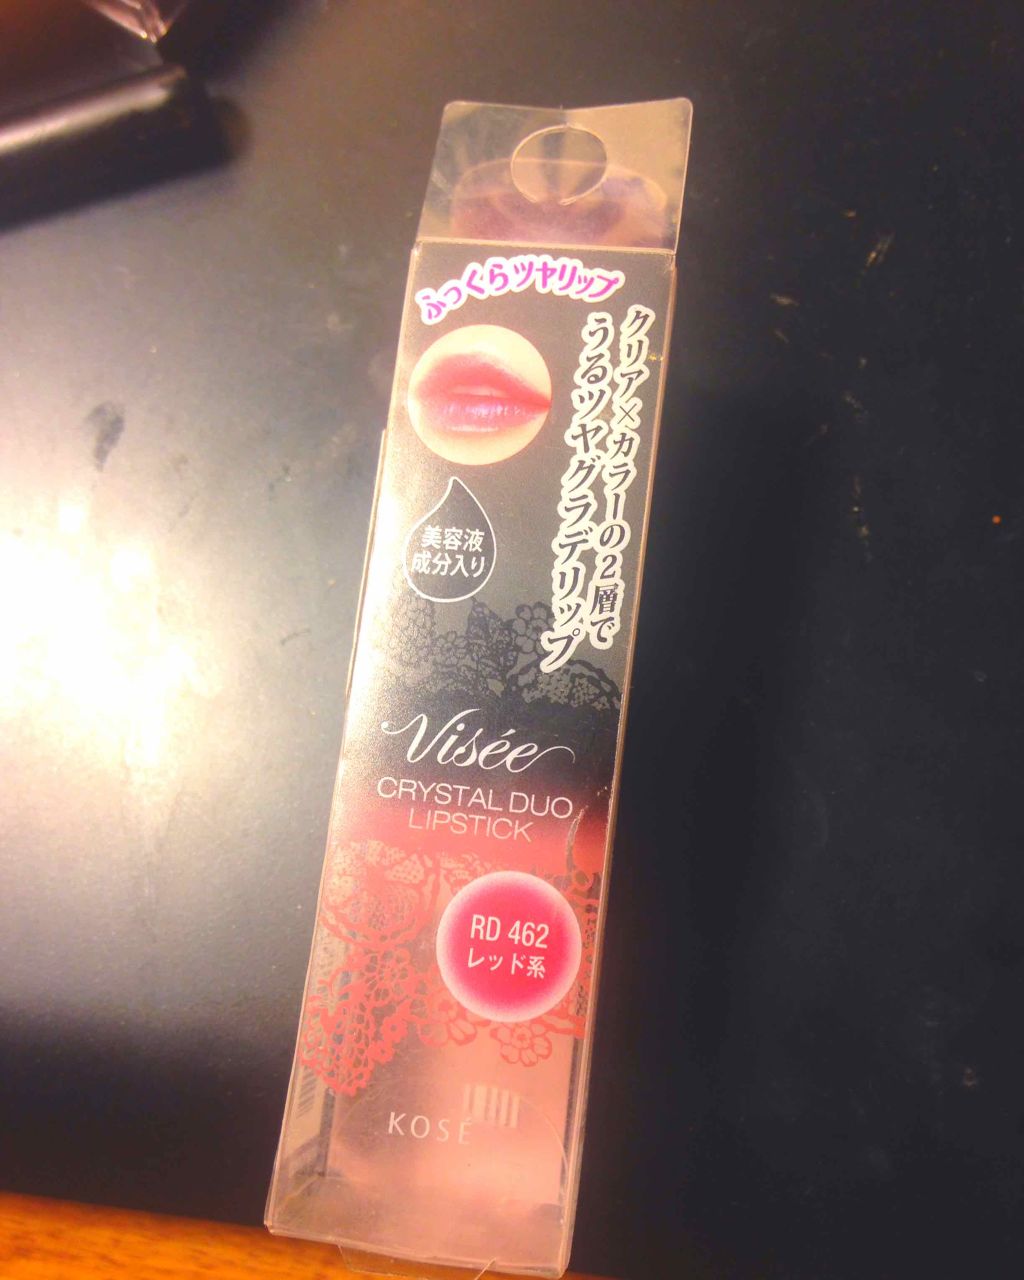 ふっくらツヤリップ
クリア×カラーの2層で
うるツヤグラデリップ
美容液
成分入り
Visée
CRYSTAL DUO
LIPSTICK
RD 462
レッド系
KOSÉ